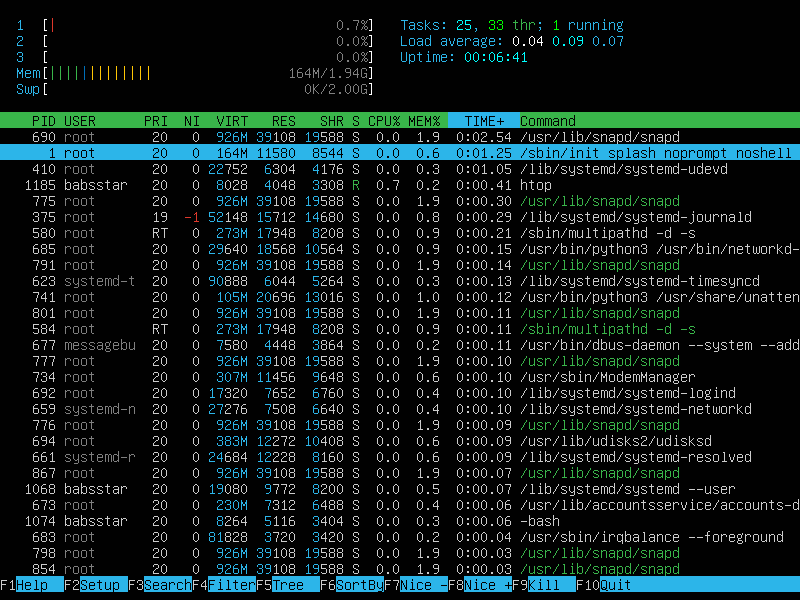 1 [| 0.7%] Tasks: 25, 33 thr; 1 running
2 [ 0.0%] Load average: 0.04 0.09 0.07
3 [ 0.0%] Uptime: 00:06:41
Mem[||||||||||||| 164M/1.94G]
Swp[ 0K/2.00G]
PID USER PRI NI VIRT RES SHR S CPU% MEM% TIME+ Command
690 root 20 0 926M 39108 19588 S 0.0 1.9 0:02.54 /usr/lib/snapd/snapd
1 root 20 0 164M 11580 8544 S 0.0 0.6 0:01.25 /sbin/init splash noprompt noshell
410 root 20 0 22752 6304 4176 S 0.0 0.3 0:01.05 /lib/systemd/systemd-udevd
1185 babsstar 20 0 8028 4048 3308 R 0.7 0.2 0:00.41 htop
775 root 20 0 926M 39108 19588 S 0.0 1.9 0:00.30 /usr/lib/snapd/snapd
375 root 19 -1 52148 15712 14680 S 0.0 0.8 0:00.29 /lib/systemd/systemd-journald
580 root RT 0 273M 17948 8208 S 0.0 0.9 0:00.21 /sbin/multipathd -d -s
685 root 20 0 29640 18568 10564 S 0.0 0.9 0:00.15 /usr/bin/python3 /usr/bin/networkd-
791 root 20 0 926M 39108 19588 S 0.0 1.9 0:00.14 /usr/lib/snapd/snapd
623 systemd-t 20 0 90888 6044 5264 S 0.0 0.3 0:00.13 /lib/systemd/systemd-timesyncd
741 root 20 0 105M 20696 13016 S 0.0 1.0 0:00.12 /usr/bin/python3 /usr/share/unatten
801 root 20 0 926M 39108 19588 S 0.0 1.9 0:00.11 /usr/lib/snapd/snapd
584 root RT 0 273M 17948 8208 S 0.0 0.9 0:00.11 /sbin/multipathd -d -s
677 messagebu 20 0 7580 4448 3864 S 0.0 0.2 0:00.11 /usr/bin/dbus-daemon --system --add
777 root 20 0 926M 39108 19588 S 0.0 1.9 0:00.10 /usr/lib/snapd/snapd
734 root 20 0 307M 11456 9648 S 0.0 0.6 0:00.10 /usr/sbin/ModemManager
692 root 20 0 17320 7652 6760 S 0.0 0.4 0:00.10 /lib/systemd/systemd-logind
659 systemd-n 20 0 27276 7508 6640 S 0.0 0.4 0:00.10 /lib/systemd/systemd-networkd
776 root 20 0 926M 39108 19588 S 0.0 1.9 0:00.09 /usr/lib/snapd/snapd
694 root 20 0 383M 12272 10408 S 0.0 0.6 0:00.09 /usr/lib/udisks2/udisksd
661 systemd-r 20 0 24684 12228 8160 S 0.0 0.6 0:00.09 /lib/systemd/systemd-resolved
867 root 20 0 926M 39108 19588 S 0.0 1.9 0:00.07 /usr/lib/snapd/snapd
1068 babsstar 20 0 19080 9772 8200 S 0.0 0.5 0:00.07 /lib/systemd/systemd --user
673 root 20 0 230M 7312 6488 S 0.0 0.4 0:00.06 /usr/lib/accountsservice/accounts-d
1074 babsstar 20 0 8264 5116 3404 S 0.0 0.3 0:00.06 -bash
683 root 20 0 81828 3720 3420 S 0.0 0.2 0:00.04 /usr/sbin/irqbalance --foreground
798 root 20 0 926M 39108 19588 S 0.0 1.9 0:00.03 /usr/lib/snapd/snapd
854 root 20 0 926M 39108 19588 S 0.0 1.9 0:00.03 /usr/lib/snapd/snapd
F1Help F2Setup F3SearchF4FilterF5Tree F6SortByF7Nice -F8Nice +F9Kill F10Quit